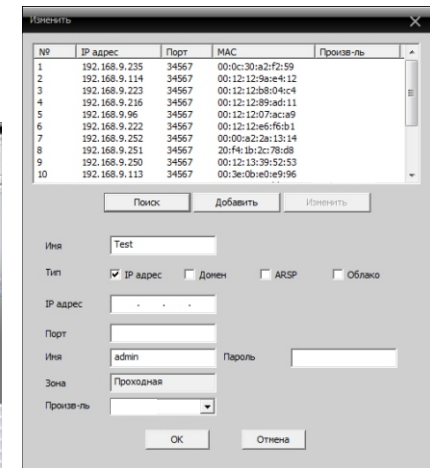 Изменить
№ IP адрес Порт MAC Произв-ль
1 192.168.9.235 34567 00:0c:30:a2:f2:59
2 192.168.9.114 34567 00:12:12:9a:e4:12
3 192.168.9.223 34567 00:12:12:b8:04:c4
4 192.168.9.216 34567 00:12:12:89:ad:11
5 192.168.9.96 34567 00:12:12:07:ac:a9
6 192.168.9.222 34567 00:12:12:e6:f6:b1
7 192.168.9.252 34567 00:00:a2:2a:13:14
8 192.168.9.251 34567 20:f4:1b:2c:78:d8
9 192.168.9.250 34567 00:12:13:39:52:53
10 192.168.9.113 34567 00:3e:0b:e0:e9:96
Поиск Добавить Изменить
Имя Test
Тип IP адрес Домен ARSP Облако
IP адрес . . .
Порт
Имя admin Пароль
Зона Проходная
Произв-ль
OK Отмена